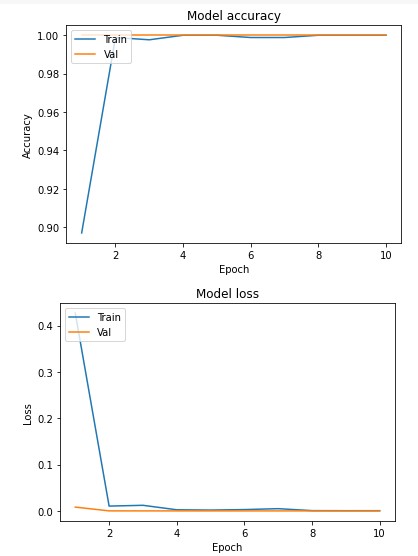 Model accuracy
1.00
0.98
0.96
0.94
0.92
0.90
Accuracy
Train
Val
2 4 6 8 10
Epoch
Model loss
0.4
0.3
0.2
0.1
0.0
Loss
Train
Val
2 4 6 8 10
Epoch